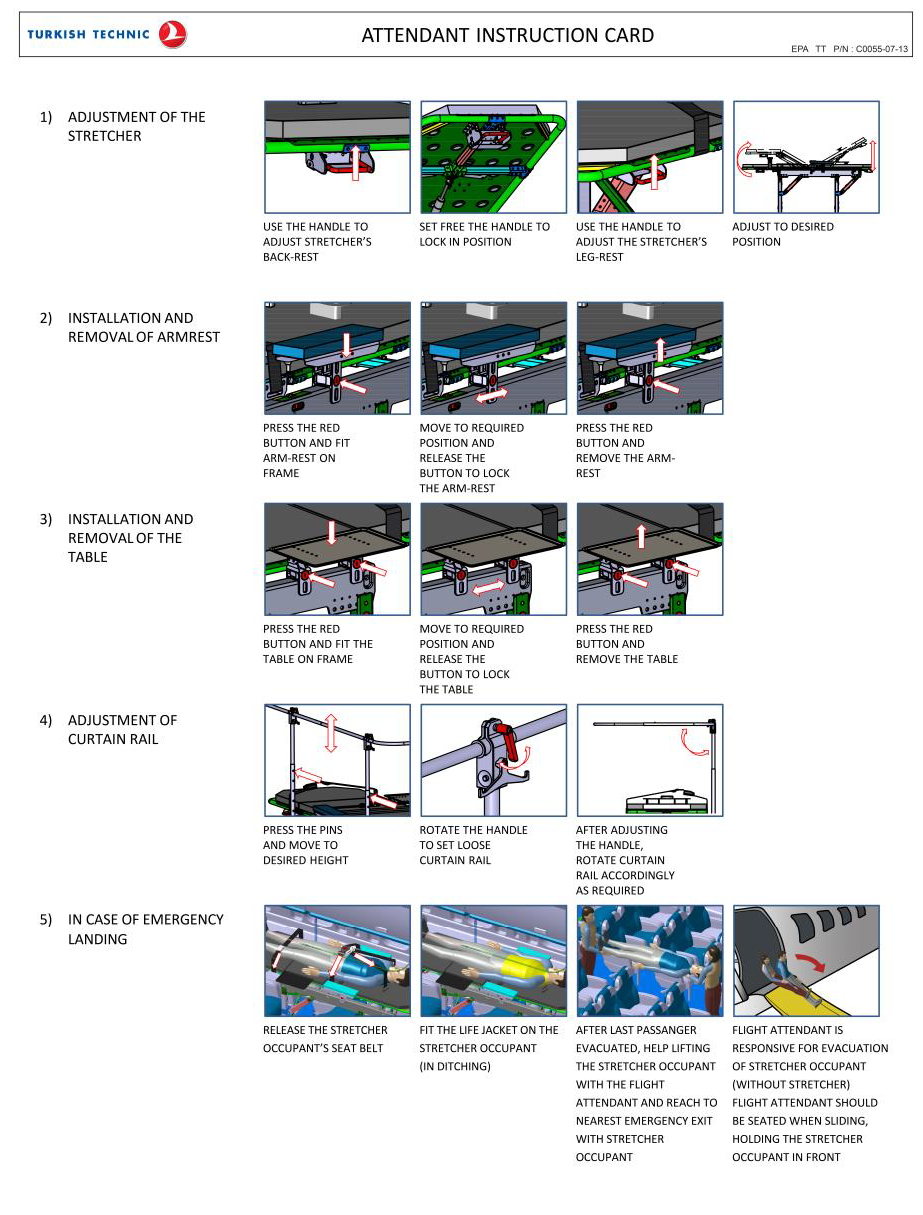 TURKISH TECHNIC
ATTENDANT INSTRUCTION CARD
EPA TT P/N : C0055-07-13
1) ADJUSTMENT OF THE
STRETCHER
USE THE HANDLE TO
ADJUST STRETCHER'S
BACK-REST
SET FREE THE HANDLE TO
LOCK IN POSITION
USE THE HANDLE TO
ADJUST THE STRETCHER'S
LEG-REST
ADJUST TO DESIRED
POSITION
2) INSTALLATION AND
REMOVAL OF ARMREST
PRESS THE RED
BUTTON AND FIT
ARM-REST ON
FRAME
MOVE TO REQUIRED
POSITION AND
RELEASE THE
BUTTON TO LOCK
THE ARM-REST
PRESS THE RED
BUTTON AND
REMOVE THE ARM-
REST
3) INSTALLATION AND
REMOVAL OF THE
TABLE
PRESS THE RED
BUTTON AND FIT THE
TABLE ON FRAME
MOVE TO REQUIRED
POSITION AND
RELEASE THE
BUTTON TO LOCK
THE TABLE
PRESS THE RED
BUTTON AND
REMOVE THE TABLE
4) ADJUSTMENT OF
CURTAIN RAIL
PRESS THE PINS
AND MOVE TO
DESIRED HEIGHT
ROTATE THE HANDLE
TO SET LOOSE
CURTAIN RAIL
AFTER ADJUSTING
THE HANDLE,
ROTATE CURTAIN
RAIL ACCORDINGLY
AS REQUIRED
5) IN CASE OF EMERGENCY
LANDING
RELEASE THE STRETCHER
OCCUPANT'S SEAT BELT
FIT THE LIFE JACKET ON THE
STRETCHER OCCUPANT
(IN DITCHING)
AFTER LAST PASSANGER
EVACUATED, HELP LIFTING
THE STRETCHER OCCUPANT
WITH THE FLIGHT
ATTENDANT AND REACH TO
NEAREST EMERGENCY EXIT
WITH STRETCHER
OCCUPANT
FLIGHT ATTENDANT IS
RESPONSIVE FOR EVACUATION
OF STRETCHER OCCUPANT
(WITHOUT STRETCHER)
FLIGHT ATTENDANT SHOULD
BE SEATED WHEN SLIDING,
HOLDING THE STRETCHER
OCCUPANT IN FRONT